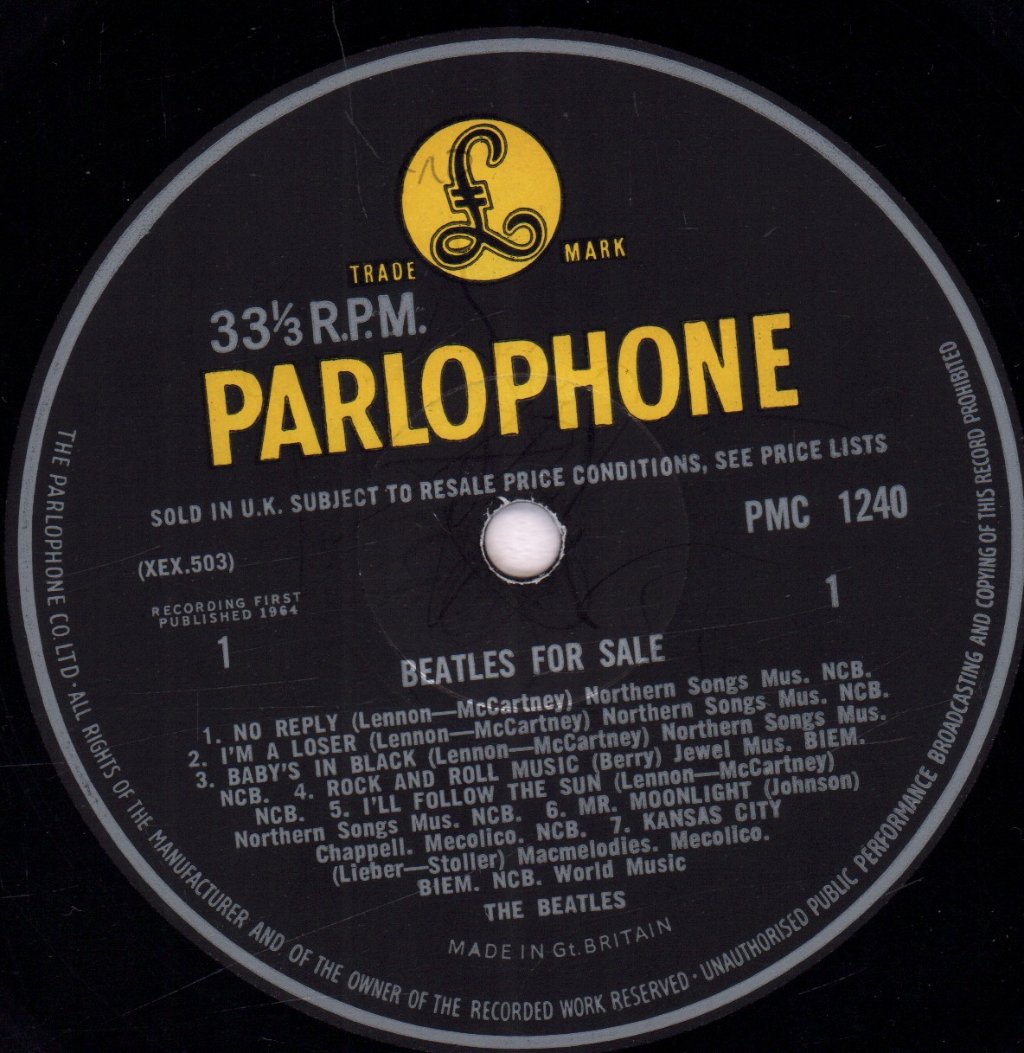 £
TRADE MARK
33⅓ R.P.M.
PARLOPHONE
SOLD IN U.K. SUBJECT TO RESALE PRICE CONDITIONS, SEE PRICE LISTS
PMC 1240
(XEX.503)
RECORDING FIRST
PUBLISHED 1964
1
1
BEATLES FOR SALE
1. NO REPLY (Lennon—McCartney) Northern Songs Mus. NCB.
2. I'M A LOSER (Lennon—McCartney) Northern Songs Mus. NCB.
3. BABY'S IN BLACK (Lennon—McCartney) Northern Songs Mus.
NCB. 4. ROCK AND ROLL MUSIC (Berry) Jewel Mus. BIEM.
NCB. 5. I'LL FOLLOW THE SUN (Lennon—McCartney)
Northern Songs Mus. NCB. 6. MR. MOONLIGHT (Johnson)
Chappell. Mecolico. NCB. 7. KANSAS CITY
(Lieber—Stoller) Macmelodies. Mecolico.
BIEM. NCB. World Music
THE BEATLES
MADE IN Gt. BRITAIN
THE PARLOPHONE CO. LTD · ALL RIGHTS OF THE MANUFACTURER AND OF THE OWNER OF THE RECORDED WORK RESERVED · UNAUTHORISED PUBLIC PERFORMANCE BROADCASTING AND COPYING OF THIS RECORD PROHIBITED